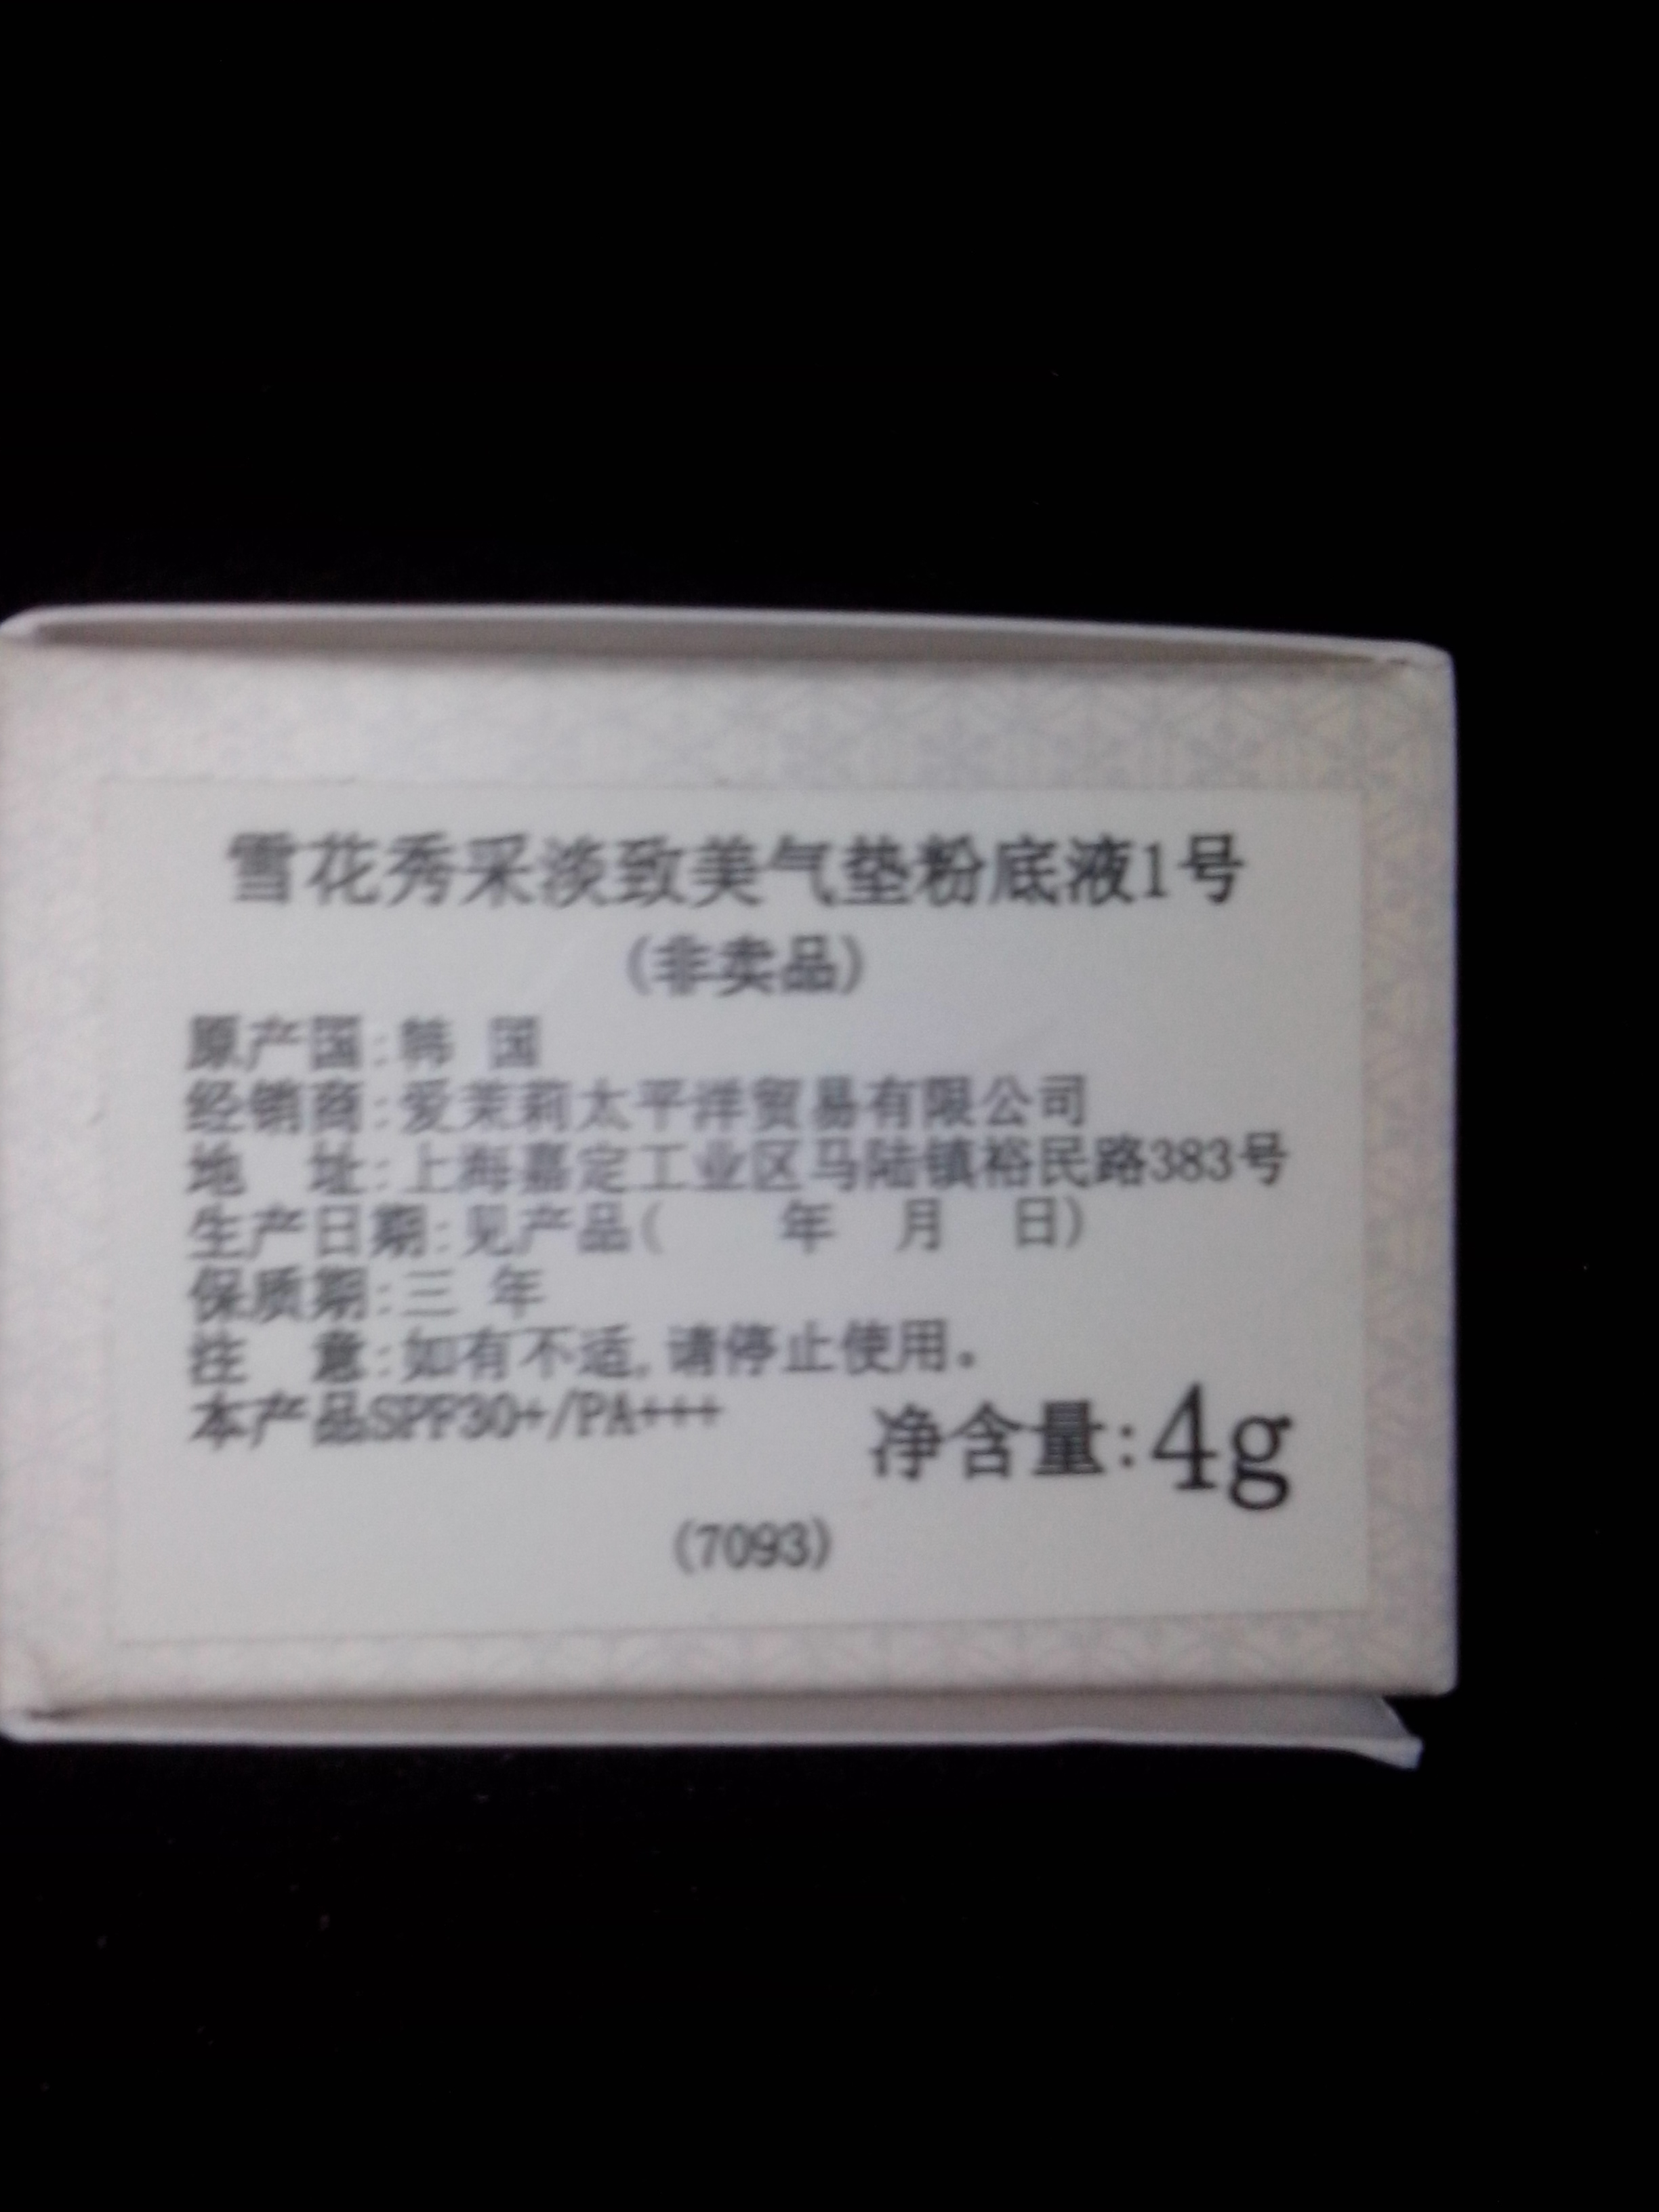 雪花秀采淡致美气垫粉底液1号
(非卖品)
原产国:韩 国
经销商:爱茉莉太平洋贸易有限公司
地 址:上海嘉定工业区马陆镇裕民路383号
生产日期:见产品( 年 月 日)
保质期:三 年
注 意:如有不适,请停止使用。
本产品SPF30+/PA+++
净含量:4g
(7093)